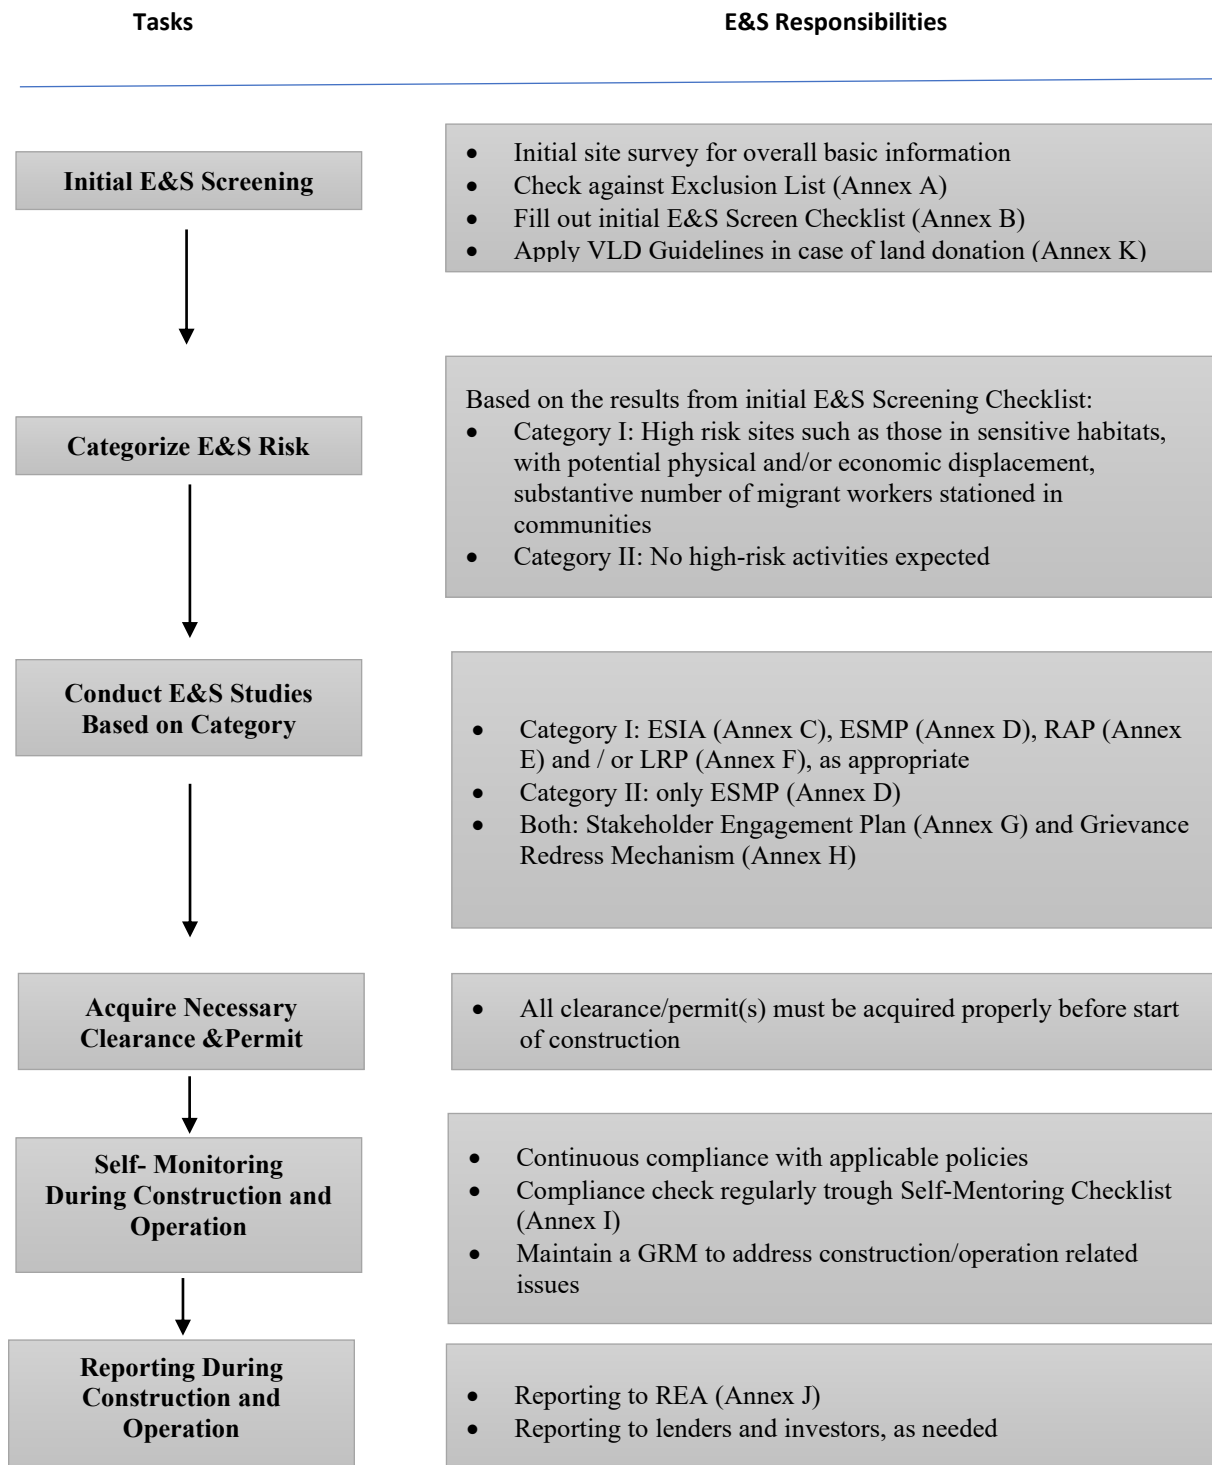 Tasks
E&S Responsibilities
Initial E&S Screening
• Initial site survey for overall basic information
• Check against Exclusion List (Annex A)
• Fill out initial E&S Screen Checklist (Annex B)
• Apply VLD Guidelines in case of land donation (Annex K)
Categorize E&S Risk
Based on the results from initial E&S Screening Checklist:
• Category I: High risk sites such as those in sensitive habitats,
with potential physical and/or economic displacement,
substantive number of migrant workers stationed in
communities
• Category II: No high-risk activities expected
Conduct E&S Studies
Based on Category
• Category I: ESIA (Annex C), ESMP (Annex D), RAP (Annex
E) and / or LRP (Annex F), as appropriate
• Category II: only ESMP (Annex D)
• Both: Stakeholder Engagement Plan (Annex G) and Grievance
Redress Mechanism (Annex H)
Acquire Necessary
Clearance &Permit
• All clearance/permit(s) must be acquired properly before start
of construction
Self- Monitoring
During Construction and
Operation
• Continuous compliance with applicable policies
• Compliance check regularly trough Self-Mentoring Checklist
(Annex I)
• Maintain a GRM to address construction/operation related
issues
Reporting During
Construction and
Operation
• Reporting to REA (Annex J)
• Reporting to lenders and investors, as needed